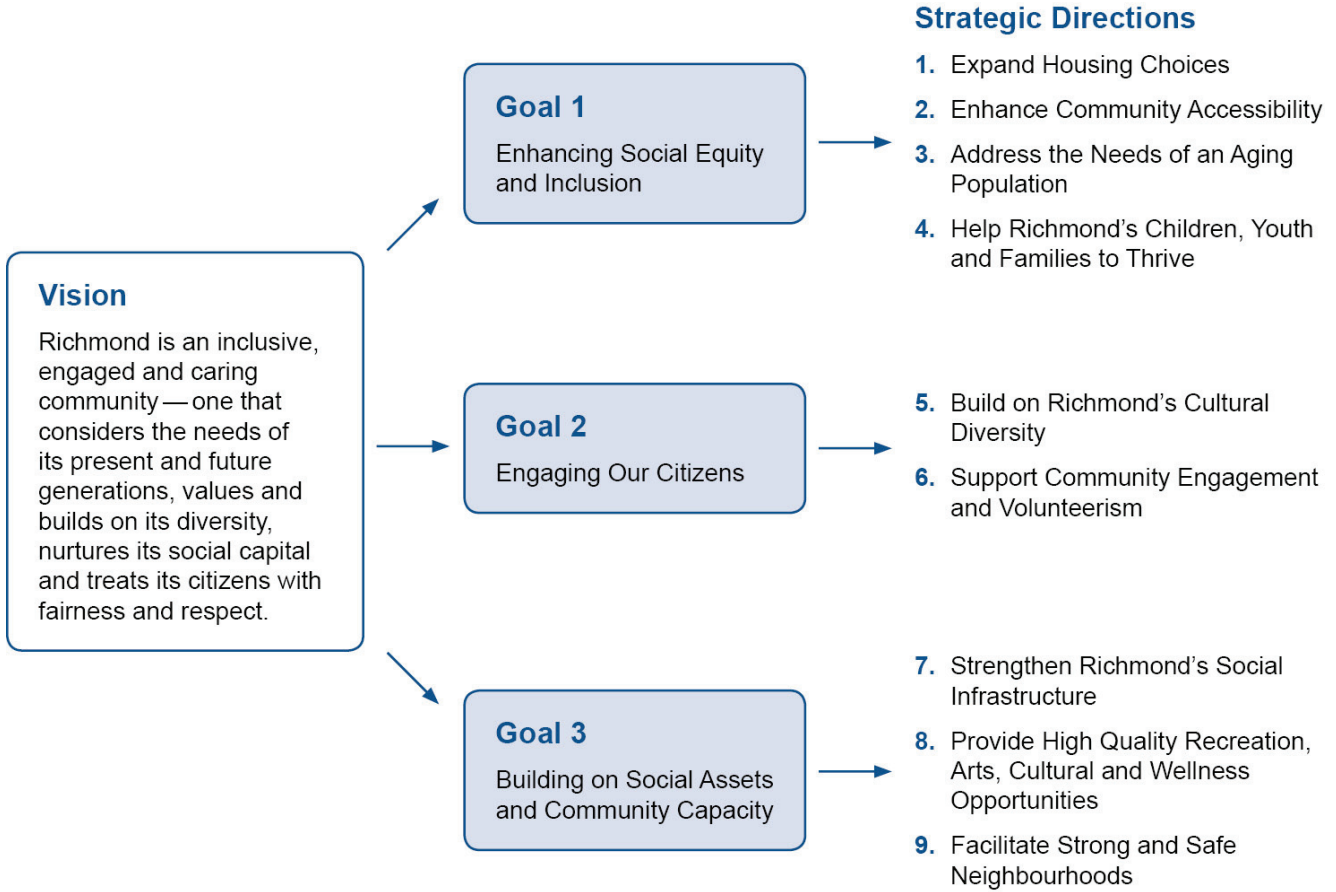 Strategic Directions
Vision
Richmond is an inclusive,
engaged and caring
community — one that
considers the needs of
its present and future
generations, values and
builds on its diversity,
nurtures its social capital
and treats its citizens with
fairness and respect.
Goal 1
Enhancing Social Equity
and Inclusion
1. Expand Housing Choices
2. Enhance Community Accessibility
3. Address the Needs of an Aging
Population
4. Help Richmond’s Children, Youth
and Families to Thrive
Goal 2
Engaging Our Citizens
5. Build on Richmond’s Cultural
Diversity
6. Support Community Engagement
and Volunteerism
Goal 3
Building on Social Assets
and Community Capacity
7. Strengthen Richmond’s Social
Infrastructure
8. Provide High Quality Recreation,
Arts, Cultural and Wellness
Opportunities
9. Facilitate Strong and Safe
Neighbourhoods